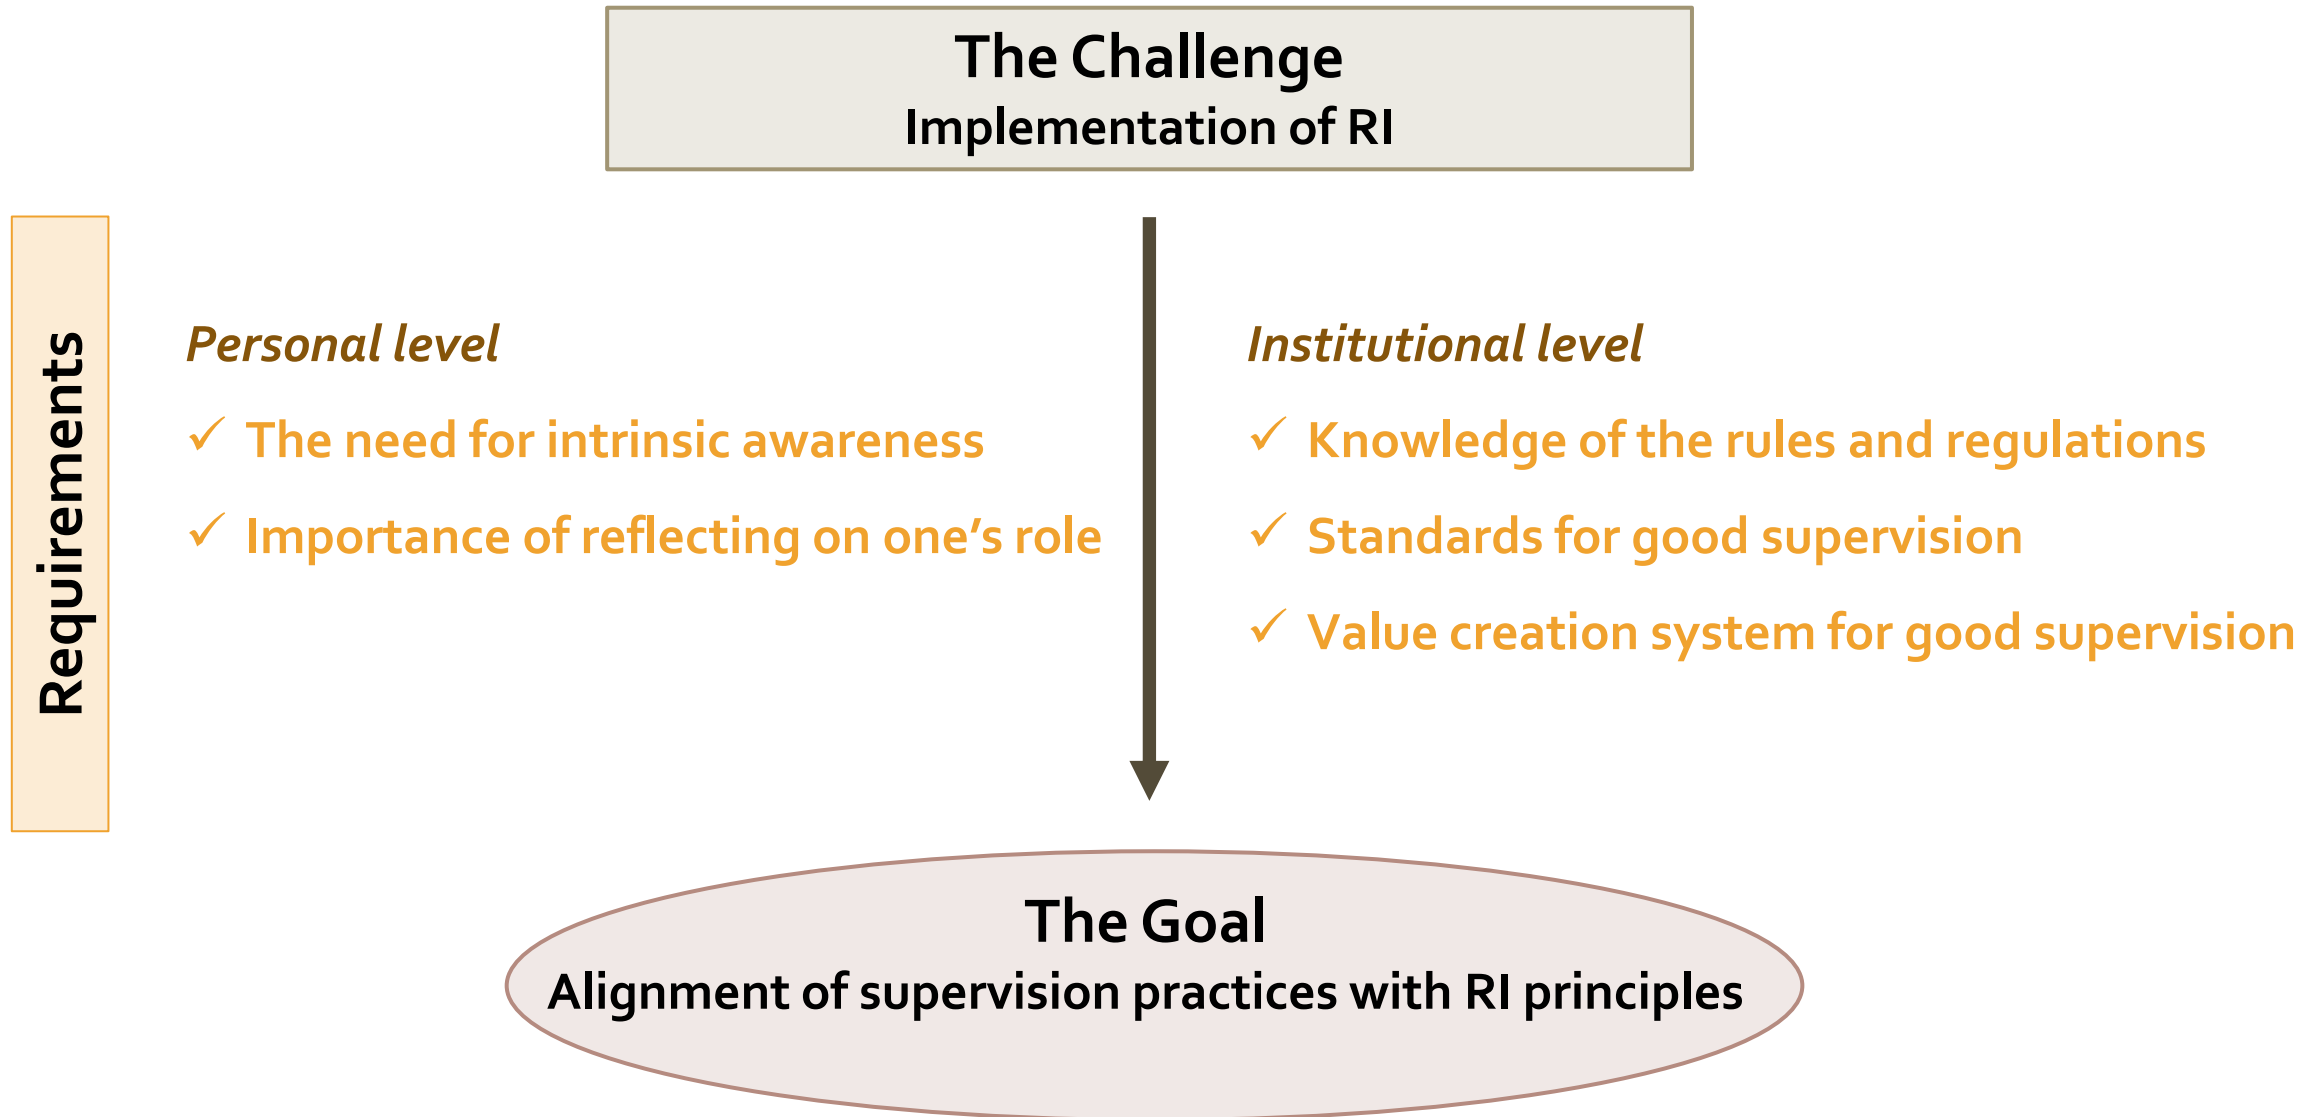 The Challenge
Implementation of RI
Requirements
Personal level
✓ The need for intrinsic awareness
✓ Importance of reflecting on one’s role
Institutional level
✓ Knowledge of the rules and regulations
✓ Standards for good supervision
✓ Value creation system for good supervision
The Goal
Alignment of supervision practices with RI principles